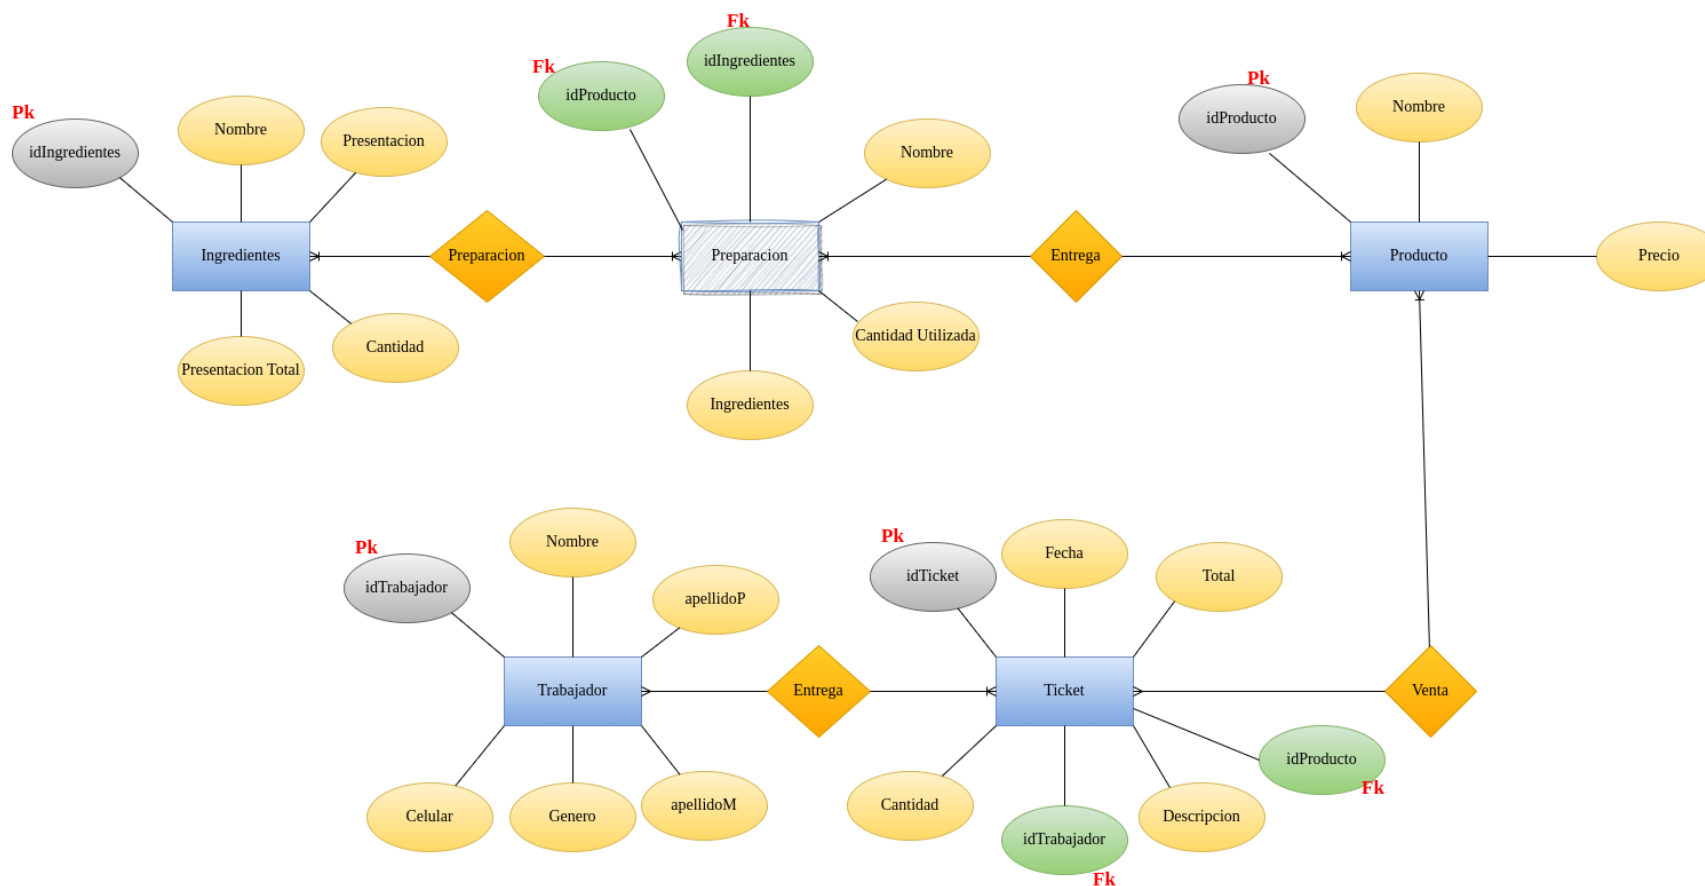 Fk
Fk
idIngredientes
Pk
Pk
idProducto
idProducto
Nombre
Pk
idIngredientes
Nombre
Presentacion
Nombre
Ingredientes
Preparacion
Preparacion
Entrega
Producto
Precio
Presentacion Total
Cantidad
Cantidad Utilizada
Ingredientes
Pk
idTrabajador
Nombre
apellidoP
Pk
idTicket
Fecha
Total
Trabajador
Entrega
Ticket
Venta
Celular
Genero
apellidoM
Cantidad
idTrabajador
Fk
Descripcion
idProducto
Fk